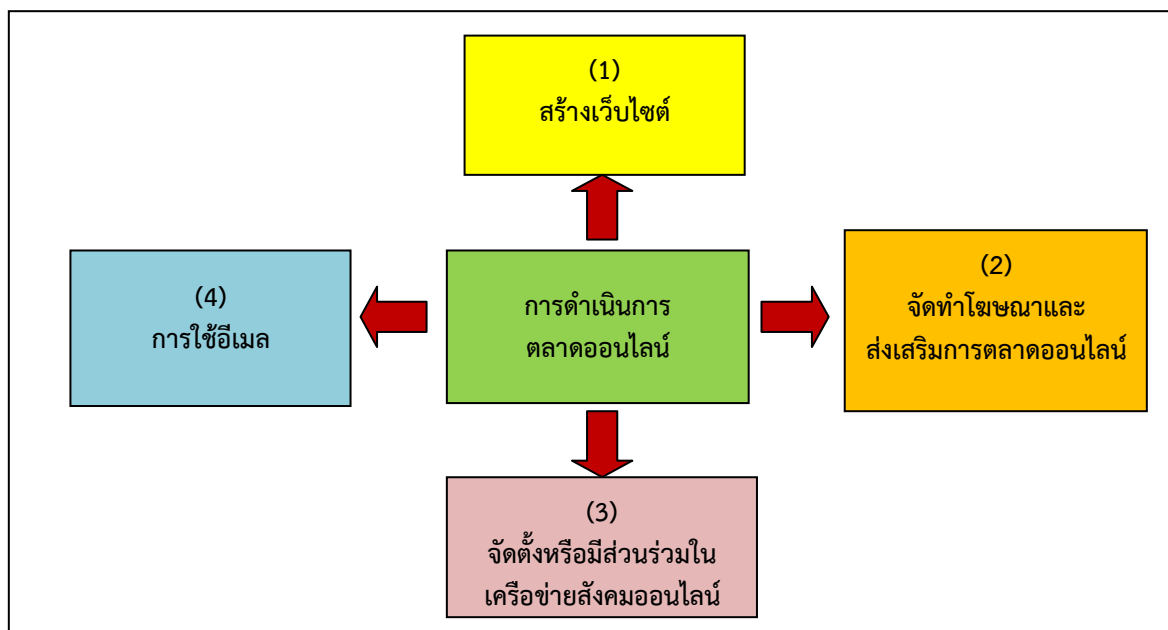 (1)
สร้างเว็บไซต์
(4)
การใช้อีเมล
การดำเนินการ
ตลาดออนไลน์
(2)
จัดทำโฆษณาและ
ส่งเสริมการตลาดออนไลน์
(3)
จัดตั้งหรือมีส่วนร่วมใน
เครือข่ายสังคมออนไลน์